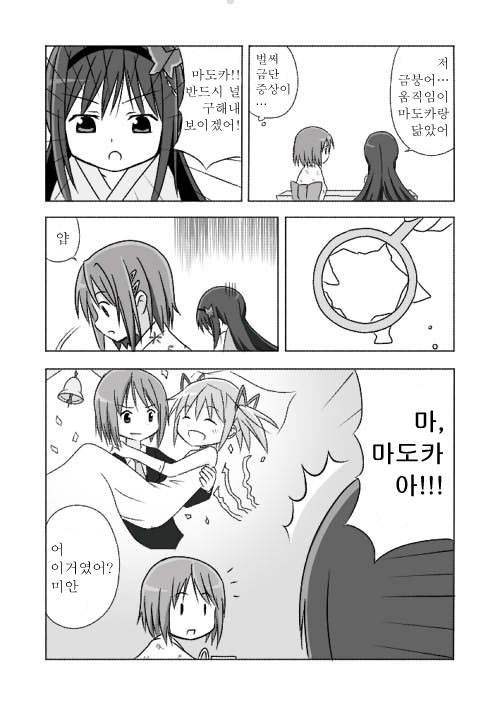 저
금붕어…
움직임이
마도카랑
닮았어
벌써
금단
증상이
…
마도카!!
반드시 널
구해내
보이겠어!
얍
마,
마도카
아!!!
어
이거였어?
미안